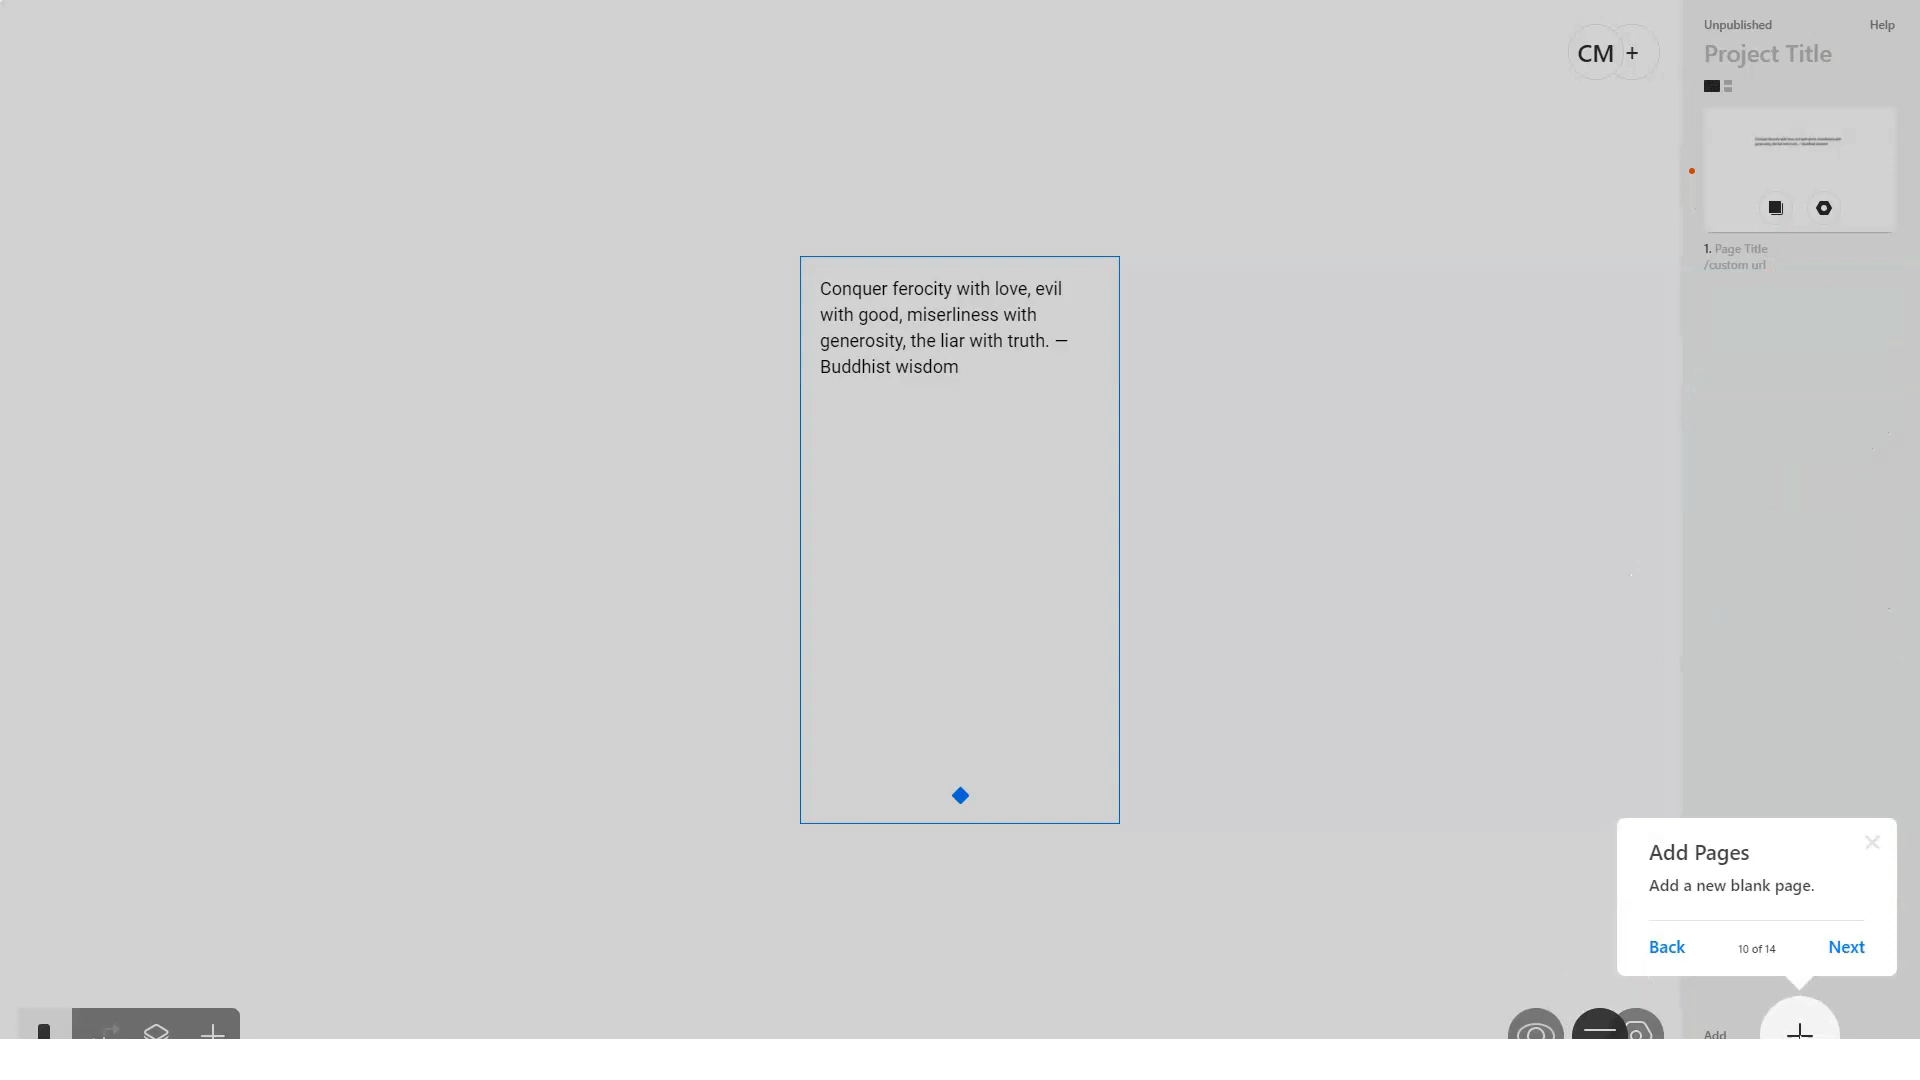 Unpublished
Help
CM +
Project Title
1. Page Title
/custom url
Conquer ferocity with love, evil
with good, miserliness with
generosity, the liar with truth. —
Buddhist wisdom
Add Pages
Add a new blank page.
Back
10 of 14
Next
Add